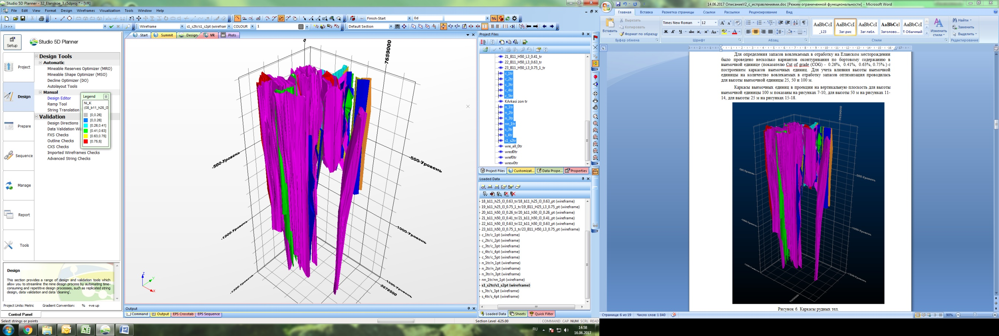 Studio 5D Planner - 32_Elanskoe_3.s5dproj * - [VR]
File Edit View Format Design Wireframes Visualization Tools Window Help
Finish-Start 0d
!>>> Wireframe s1_s2tr/s1_s2pt (wirefran COLOUR 1 Default Section
Setup
Studio 5D Planner
Project
Design
Prepare
Sequence
Manage
Report
Tools
Design Tools
Automatic
Mineable Reserves Optimizer (MRO)
Mineable Shape Optimizer (MSO)
Decline Optimizer (DO)
Autolayout Tools
Manual
Design Editor
Ramp Tool
String Translation
Validation
Design Directions
Data Validation Wi
FXS Checks
Outline Checks
CXS Checks
Imported Wireframes Checks
Advanced String Checks
Legend
Ni_K
(08_b11_h25_l3
[0,0.26]
[0,0.26]
[0.26,0.41]
[0.41,0.63]
[0.63,0.75]
[0.75,5]
Design
This section provides a range of design and validation tools which
allow you to streamline the mine design process by automating time-
consuming and repetitive design processes, such as replicated string
design, data validation and data 'cleaning'.
Project Units: Metric Gradient Convention: % +ve up
Control Panel
Select strings or points
Start Summit Design VR Plots
0
7659000
-500-Уровень
-500-Уровень
-1000-Уровень
-1000-Уровень
-1500-Уровень
-1500-Уровень
5678500
Z
Y
X
Output
Command Output EPS Crosstab EPS Sequence
Project Files
21_B11_H50_L3_0.41_tr
22_B11_H50_L3_0.63_tr
23_B11_H50_L3_0.75_1_tr
c_1tr
c_2tr
c_3tr
c_4tr
c_5tr
KArkasi zon tr
n_1tr
n_2tr
n_3tr
nn_1tr
s_3tr
s_4tr
s1_s2tr
wre_all_0tr
wred0tr
wref0tr
wrew0tr
Project Files Customizat... Data Prope... Properties
Loaded Data
18_b11_h25_l3_0.63_tr/18_b11_h25_l3_0.63_pt (wireframe)
19_b11_h25_l3_0.75_1_tr/19_B11_H25_L3_0.75_pt (wireframe)
20_b11_h50_l3_0.26_tr/20_b11_h50_l3_0.26_pt (wireframe)
21_b11_h50_l3_0.41_tr/21_b11_h50_l3_0.41_pt (wireframe)
22_b11_h50_l3_0.63_tr/22_b11_h50_l3_0.63_pt (wireframe)
23_b11_h50_l3_0.75_1_tr/23_B11_H50_L3_0.75_pt (wireframe)
c_1tr/c_1pt (wireframe)
c_2tr/c_2pt (wireframe)
c_3tr/c_3pt (wireframe)
c_4tr/c_4pt (wireframe)
c_5tr/c_5pt (wireframe)
n_1tr/n_1pt (wireframe)
n_2tr/n_2pt (wireframe)
n_3tr/n_3pt (wireframe)
nn_1tr/nn_1pt (wireframe)
s1_s2tr/s1_s2pt (wireframe)
s_3tr/s_3pt (wireframe)
s_4tr/s_4pt (wireframe)
Loaded Data Sheets Quick Filter
Section Level -625.00 COMMAND CAP NUM SCRL READ
RU 14:58
16.06.2017
14.06.2017 ОписаниеV2_с_исправлениями.doc [Режим ограниченной функциональности] - Microsoft Word
Главная Вставка Разметка страницы Ссылки Рассылки Рецензирование Вид
Вставить
Вырезать
Копировать
Формат по образцу
Буфер обмена
Times New Roman 12
Шрифт
Абзац
AaBbCcI AaBbCcI AaBbCcI AaBbCcI AaBbCcI
_123 Заг.рис Заг.табл. Заголово... ¶ Обычный
Изменить стили
Стили
Найти
Заменить
Выделить
Редактирование
Для определения запасов вовлекаемых в отработку на Еланском месторождении
было проведено несколько вариантов оконтуривания по бортовому содержанию в
выемочной единице (показателю Cut of grade (COG) - 0.26%, 0.41%, 0.63%, 0.75%.) с
построением каркасов выемочных единиц. Для учета влияния высоты выемочной
единицы на количество вовлекаемых в отработку запасов оптимизация проводилась
для высоты выемочной единицы 25, 50 и 100 м.
Каркасы выемочных единиц в проекции на вертикальную плоскость для высоты
выемочной единицы 100 м показаны на рисунках 7-10, для высоты 50 м на рисунках 11-
14, для высоты 25 м на рисунках 15-18.
7659000
-500-Уровень
-500-Уровень
-1000-Уровень
-1000-Уровень
-1500-Уровень
-1500-Уровень
7659000
Рисунок 6. Каркасы рудных тел.
Страница: 6 из 19 Число слов: 1 840 90%